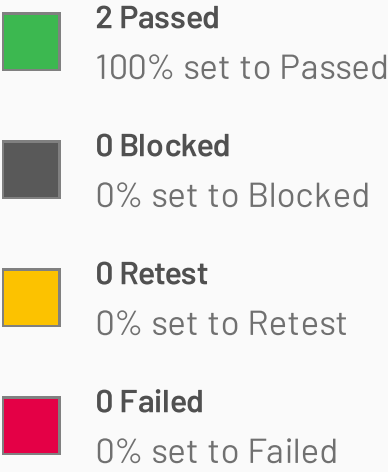 2 Passed
100% set to Passed
0 Blocked
0% set to Blocked
0 Retest
0% set to Retest
0 Failed
0% set to Failed